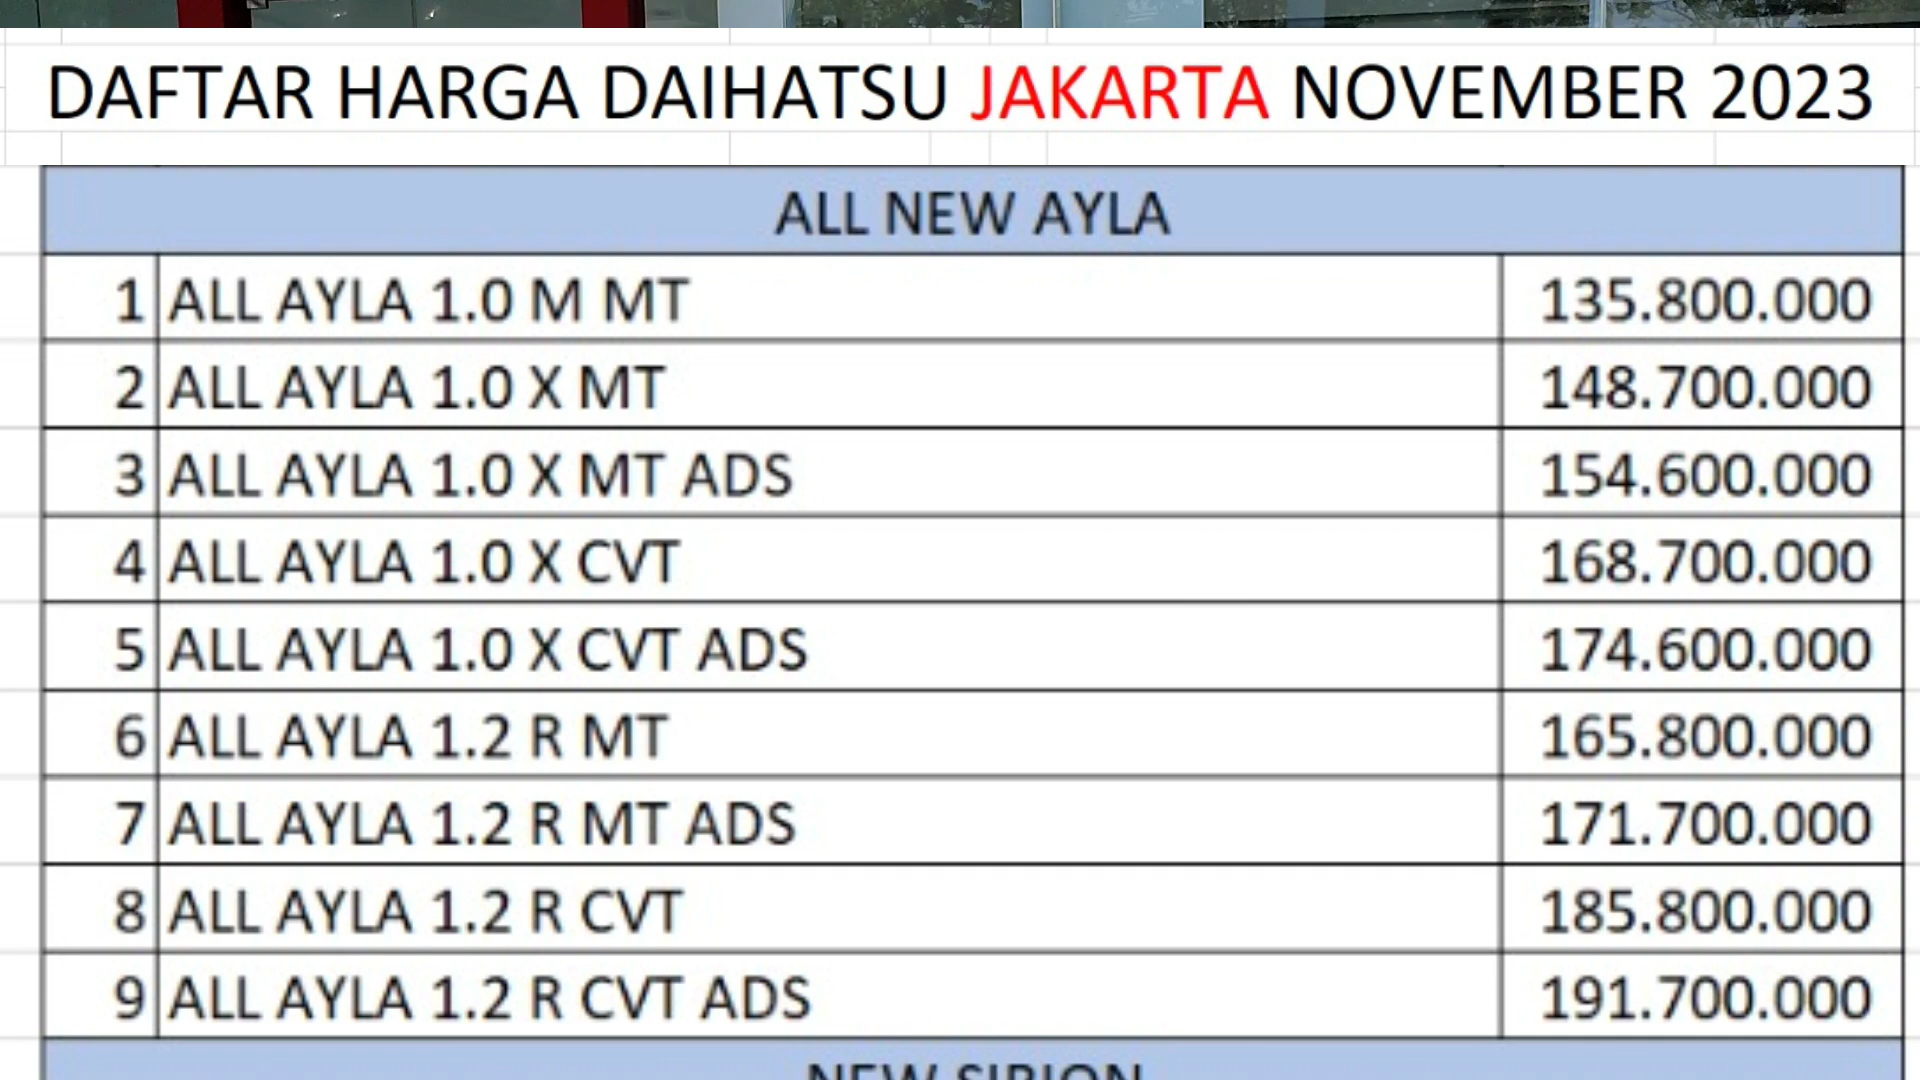 DAFTAR HARGA DAIHATSU JAKARTA NOVEMBER 2023
ALL NEW AYLA
1 ALL AYLA 1.0 M MT 135.800.000
2 ALL AYLA 1.0 X MT 148.700.000
3 ALL AYLA 1.0 X MT ADS 154.600.000
4 ALL AYLA 1.0 X CVT 168.700.000
5 ALL AYLA 1.0 X CVT ADS 174.600.000
6 ALL AYLA 1.2 R MT 165.800.000
7 ALL AYLA 1.2 R MT ADS 171.700.000
8 ALL AYLA 1.2 R CVT 185.800.000
9 ALL AYLA 1.2 R CVT ADS 191.700.000
NEW SIRION